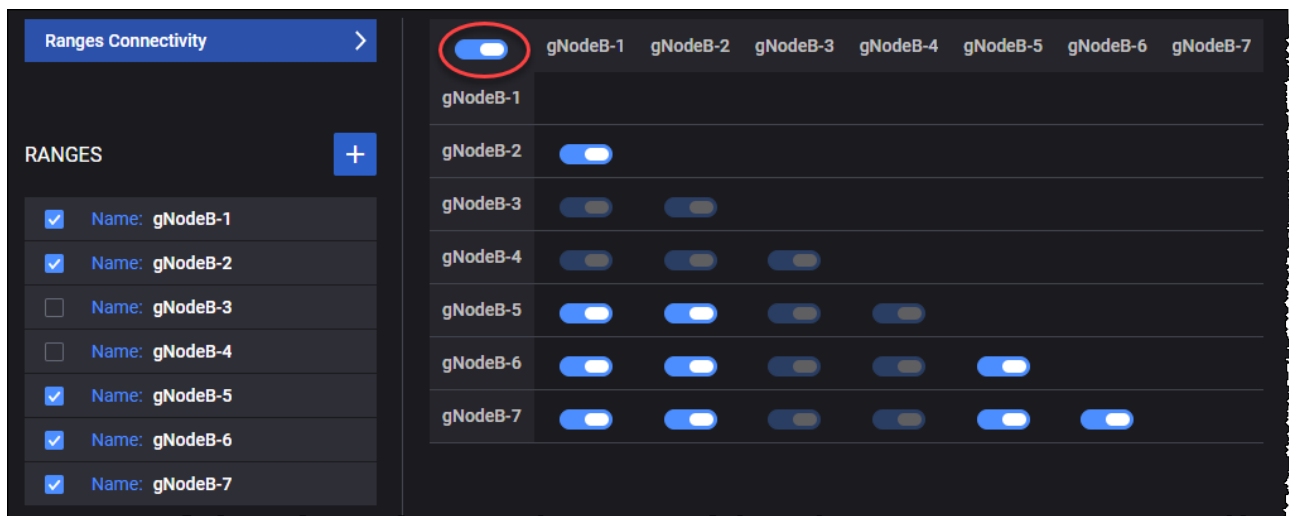 Ranges Connectivity
RANGES
Name: gNodeB-1
Name: gNodeB-2
Name: gNodeB-3
Name: gNodeB-4
Name: gNodeB-5
Name: gNodeB-6
Name: gNodeB-7
gNodeB-1 gNodeB-2 gNodeB-3 gNodeB-4 gNodeB-5 gNodeB-6 gNodeB-7
gNodeB-1
gNodeB-2
gNodeB-3
gNodeB-4
gNodeB-5
gNodeB-6
gNodeB-7